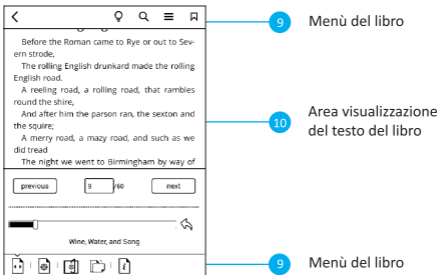 9 Menù del libro
Before the Roman came to Rye or out to Sev-
ern strode,
The rolling English drunkard made the rolling
English road.
A reeling road, a rolling road, that rambles
round the shire,
And after him the parson ran, the sexton and
the squire;
A merry road, a mazy road, and such as we
did tread
The night we went to Birmingham by way of
10 Area visualizzazione
del testo del libro
previous 9 /60 next
Wine, Water, and Song
9 Menù del libro